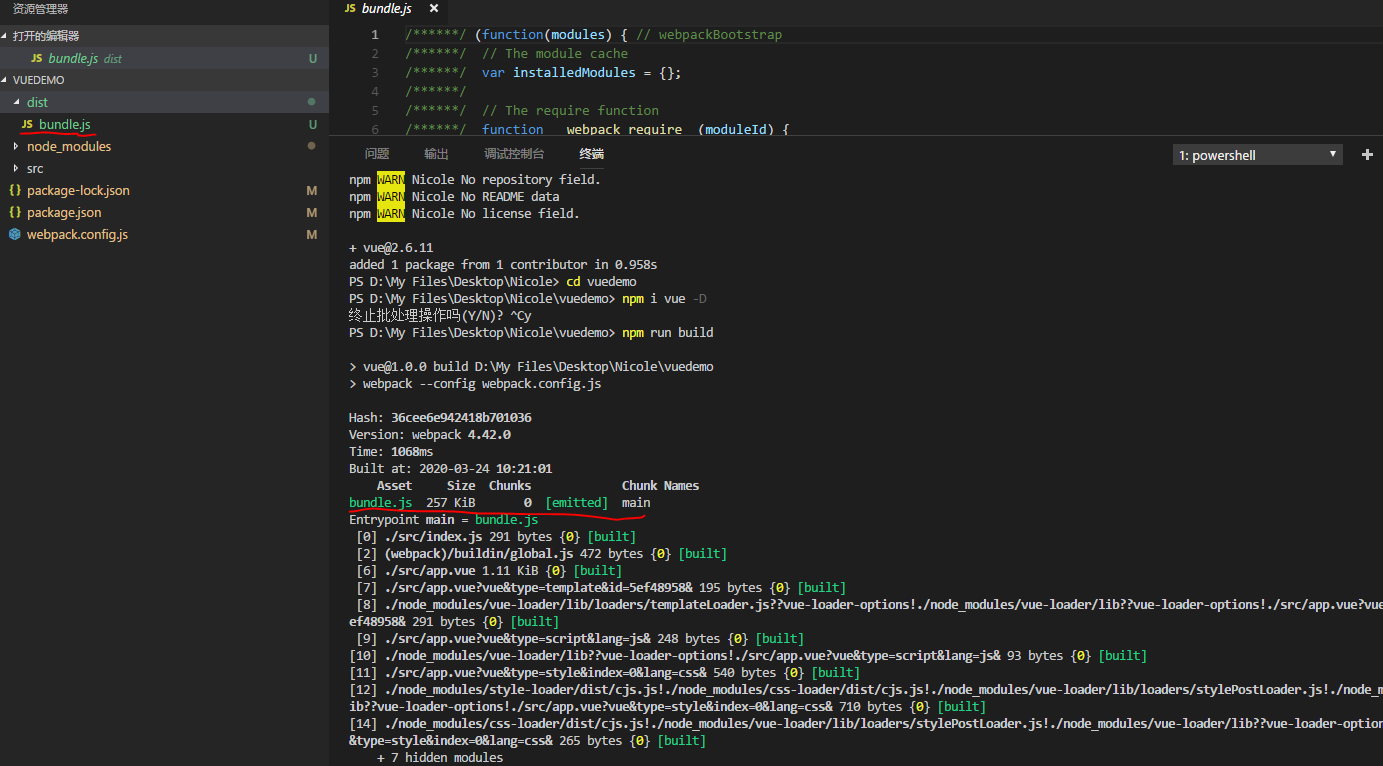 资源管理器
打开的编辑器
JS bundle.js dist U
VUEDEMO
dist
JS bundle.js U
node_modules
src
{} package-lock.json M
{} package.json M
webpack.config.js M
JS bundle.js ×
1 /******/ (function(modules) { // webpackBootstrap
2 /******/ // The module cache
3 /******/ var installedModules = {};
4 /******/
5 /******/ // The require function
6 /******/ function __webpack_require__(moduleId) {
问题 输出 调试控制台 终端 1: powershell
npm WARN Nicole No repository field.
npm WARN Nicole No README data
npm WARN Nicole No license field.
+ vue@2.6.11
added 1 package from 1 contributor in 0.958s
PS D:\My Files\Desktop\Nicole> cd vuedemo
PS D:\My Files\Desktop\Nicole\vuedemo> npm i vue -D
终止批处理操作吗(Y/N)? ^Cy
PS D:\My Files\Desktop\Nicole\vuedemo> npm run build
> vue@1.0.0 build D:\My Files\Desktop\Nicole\vuedemo
> webpack --config webpack.config.js
Hash: 36cee6e942418b701036
Version: webpack 4.42.0
Time: 1068ms
Built at: 2020-03-24 10:21:01
Asset Size Chunks Chunk Names
bundle.js 257 KiB 0 [emitted] main
Entrypoint main = bundle.js
[0] ./src/index.js 291 bytes {0} [built]
[2] (webpack)/buildin/global.js 472 bytes {0} [built]
[6] ./src/app.vue 1.11 KiB {0} [built]
[7] ./src/app.vue?vue&type=template&id=5ef48958& 195 bytes {0} [built]
[8] ./node_modules/vue-loader/lib/loaders/templateLoader.js??vue-loader-options!./node_modules/vue-loader/lib??vue-loader-options!./src/app.vue?vue
ef48958& 291 bytes {0} [built]
[9] ./src/app.vue?vue&type=script&lang=js& 248 bytes {0} [built]
[10] ./node_modules/vue-loader/lib??vue-loader-options!./src/app.vue?vue&type=script&lang=js& 93 bytes {0} [built]
[11] ./src/app.vue?vue&type=style&index=0&lang=css& 540 bytes {0} [built]
[12] ./node_modules/style-loader/dist/cjs.js!./node_modules/css-loader/dist/cjs.js!./node_modules/vue-loader/lib/loaders/stylePostLoader.js!./node_m
ib??vue-loader-options!./src/app.vue?vue&type=style&index=0&lang=css& 710 bytes {0} [built]
[14] ./node_modules/css-loader/dist/cjs.js!./node_modules/vue-loader/lib/loaders/stylePostLoader.js!./node_modules/vue-loader/lib??vue-loader-option
&type=style&index=0&lang=css& 265 bytes {0} [built]
+ 7 hidden modules